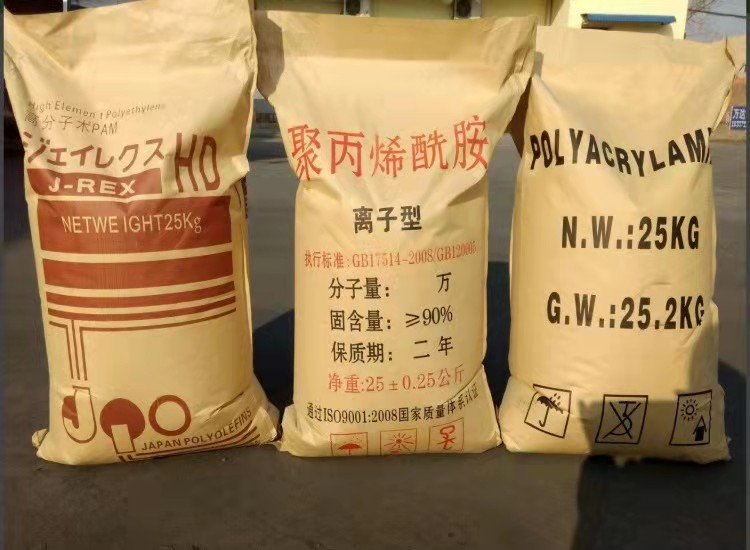 High Element Polyethylene
高分子木PAM
ジェイレクス HD
J-REX
NETWE IGHT25Kg
JPO
JAPAN POLYOLEFINS
聚丙烯酰胺
离子型
执行标准:GB17514-2008/GB120005
分子量: 万
固含量:≥90%
保质期:二年
净重:25±0.25公斤
通过ISO9001:2008国家质量体系认证
POLYACRYLAMI
N.W.:25KG
G.W.:25.2KG